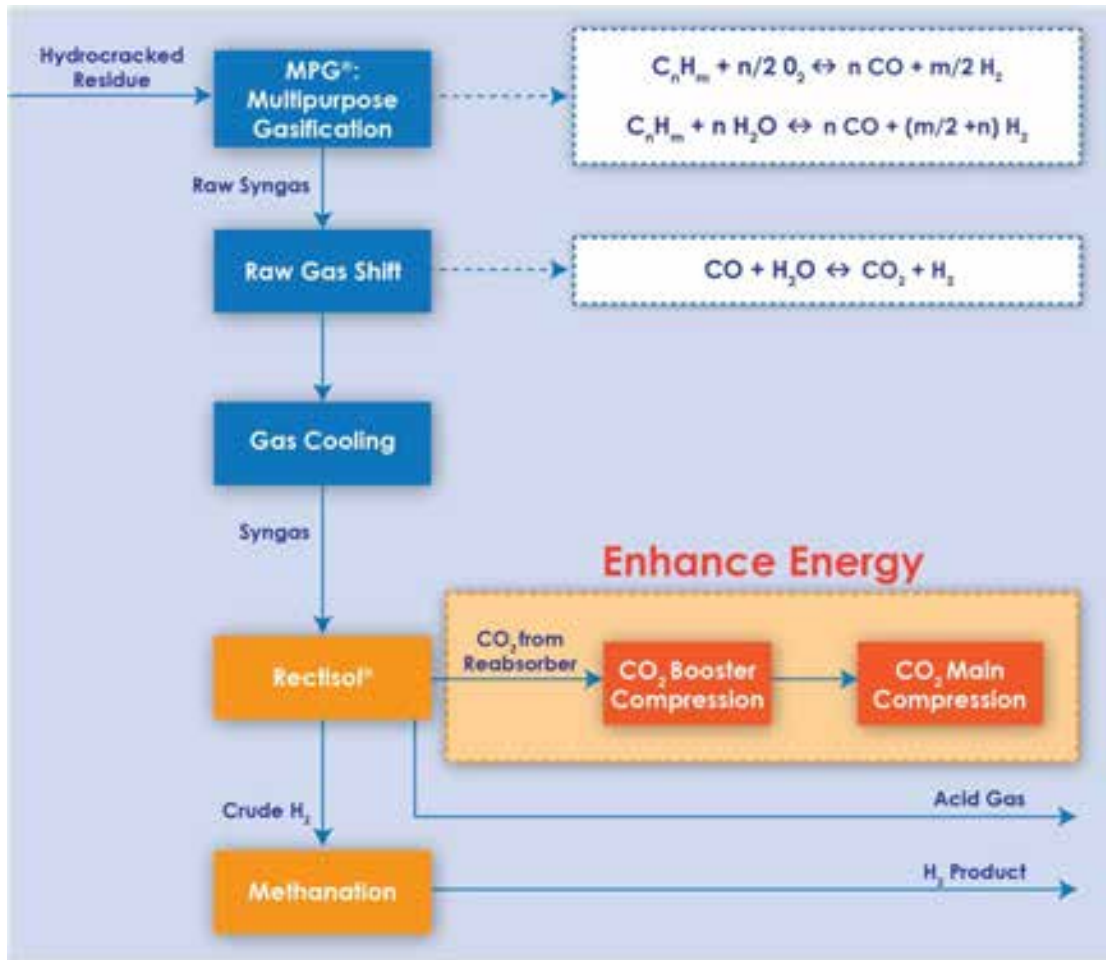 Hydrocracked
Residue
MPG®:
Multipurpose
Gasification
CₙHₘ + n/2 O₂ ↔ n CO + m/2 H₂
CₙHₘ + n H₂O ↔ n CO + (m/2 +n) H₂
Raw Syngas
Raw Gas Shift
CO + H₂O ↔ CO₂ + H₂
Gas Cooling
Syngas
Enhance Energy
Rectisol®
CO₂ from
Reabsorber
CO₂ Booster
Compression
CO₂ Main
Compression
Acid Gas
Crude H₂
Methanation
H₂ Product